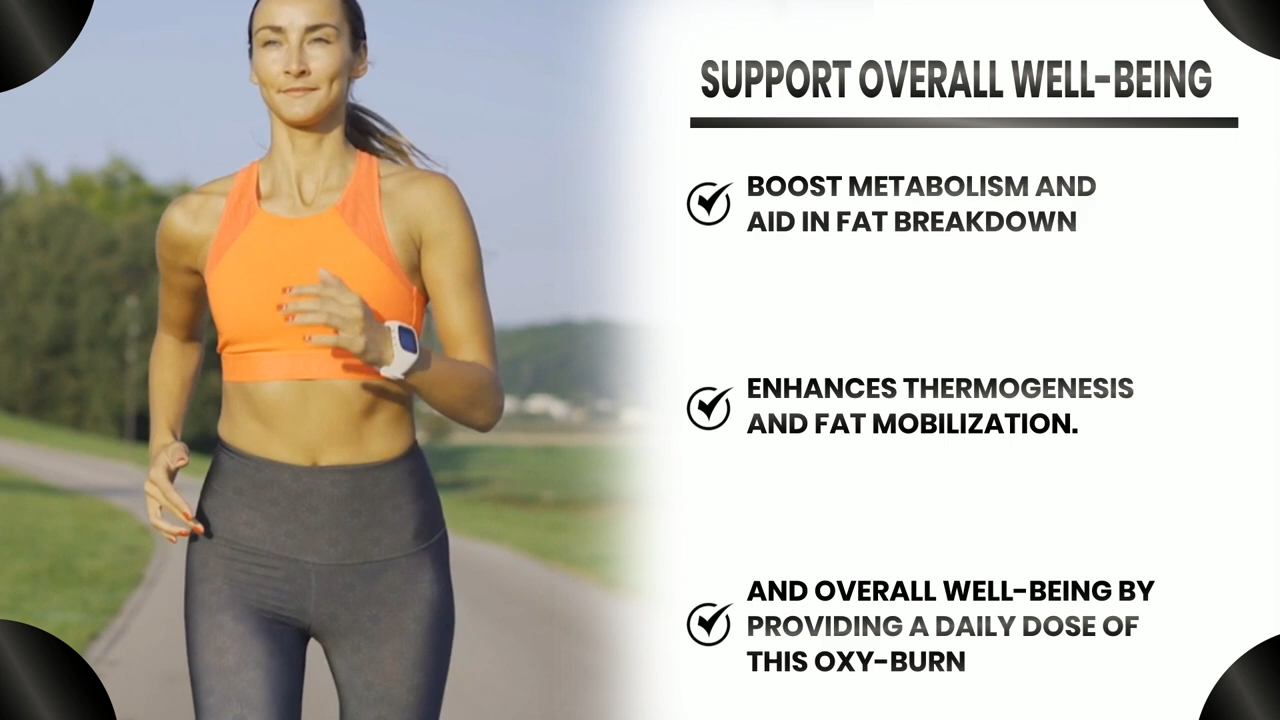 SUPPORT OVERALL WELL-BEING
BOOST METABOLISM AND
AID IN FAT BREAKDOWN
ENHANCES THERMOGENESIS
AND FAT MOBILIZATION.
AND OVERALL WELL-BEING BY
PROVIDING A DAILY DOSE OF
THIS OXY-BURN